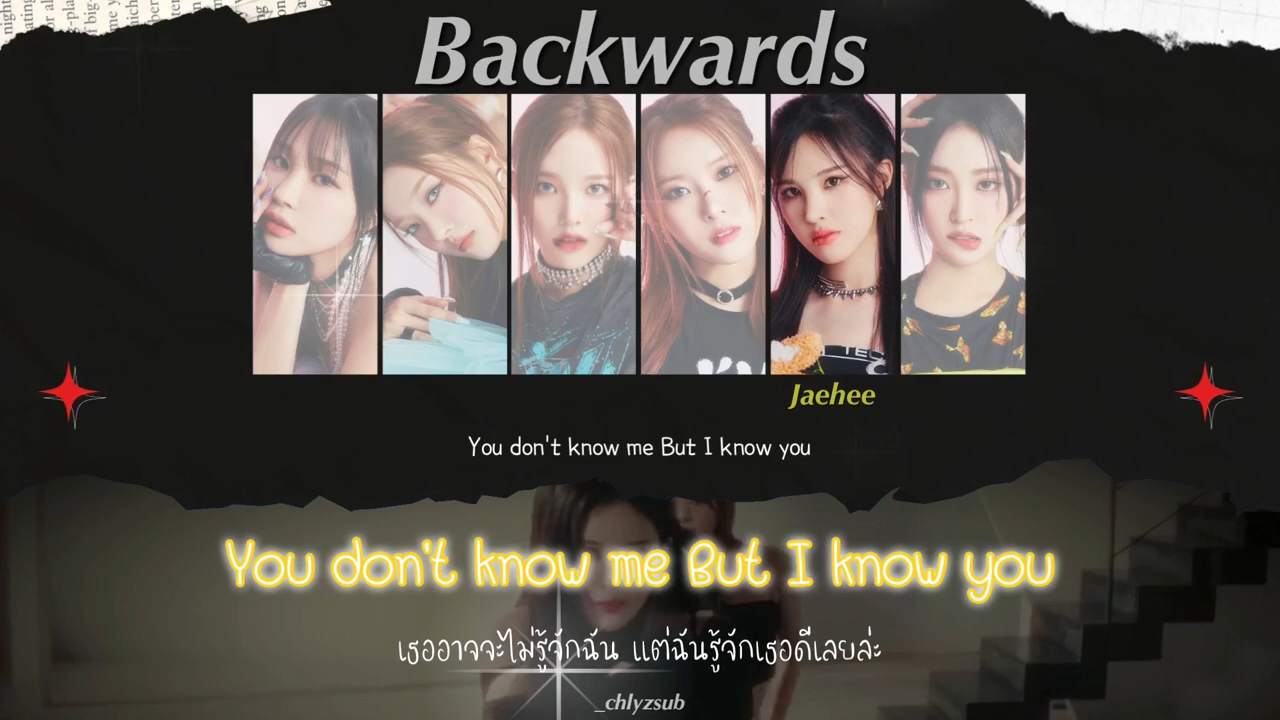 Backwards
TEC
Jaehee
You don't know me But I know you
You don't know me But I know you
เธออาจจะไม่รู้จักฉัน แต่ฉันรู้จักเธอดีเลยล่ะ
_chlyzsub